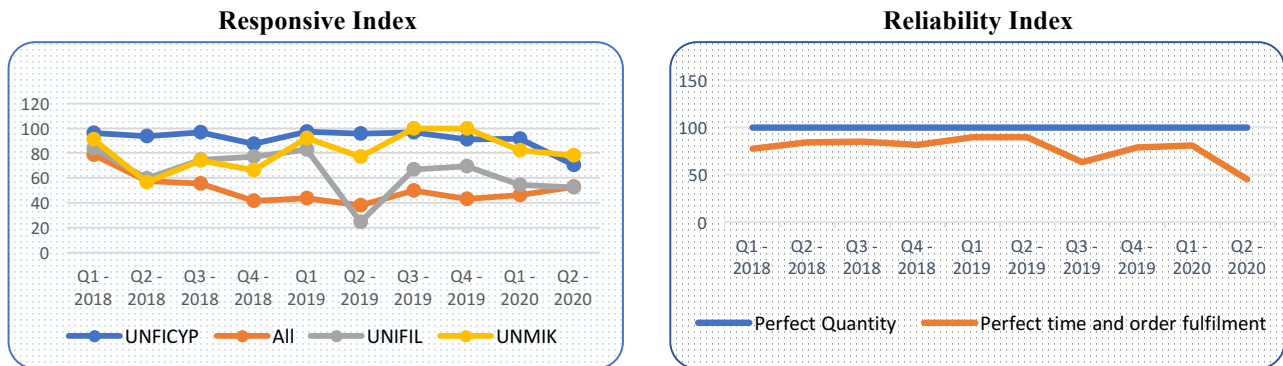 Responsive Index
120
100
80
60
40
20
0
Q1 - Q2 - Q3 - Q4 - Q1 Q2 - Q3 - Q4 - Q1 - Q2 -
2018 2018 2018 2018 2019 2019 2019 2019 2020 2020
UNFICYP All UNIFIL UNMIK
Reliability Index
150
100
50
0
Q1 - Q2 - Q3 - Q4 - Q1 Q2 - Q3 - Q4 - Q1 - Q2 -
2018 2018 2018 2018 2019 2019 2019 2019 2020 2020
Perfect Quantity Perfect time and order fulfilment